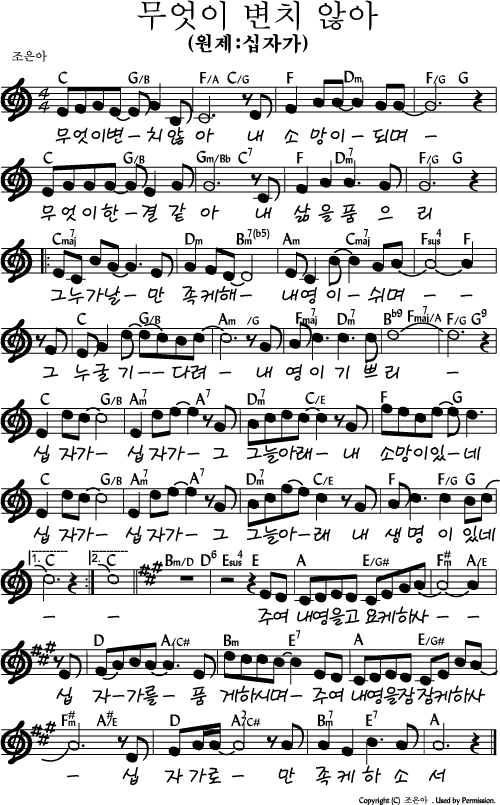 무엇이 변치 않아
(원제:십자가)
조은아
C G/B F/A C/G F Dm F/G G
4
4
무엇이변- 치않 아 내 소 망이- 되며 -
C G/B Gm/Bb C7 F Dm7 F/G G
무엇 이한- 결 같 아 내 삶을품 으 리
Cmaj7 Dm Bm7(b5) Am Cmaj7 Fsus4 F
그누가날- 만 족케해- 내영 이- 쉬며 - -
C G/B Am /G Fmaj7 Dm7 Bb9 Fmaj7/A F/G G9
그 누굴 기--다려- 내 영이기 쁘리 -
C G/B Am7 A7 Dm7 C/E F G
십 자가- 십 자가- 그 그늘아래- 내 소망이있-네
C G/B Am7 A7 Dm7 C/E F F/G C/G G
십 자가- 십 자가- 그 그늘아-래 내 생 명 이 있네
1. C 2. C Bm/D D6 Esus4 E A E/G# F#m A/E
- - 주여 내영을고 요케하사- -
D A/C# Bm E7 A E/G#
십 자-가를- 품 게하시며- 주여 내영을잠잠케하사
F#m A/E D A2/C# Bm7 E7 A
- 십 자가로- 만 족 케 하 소 서
Copyright (C) 조은아 . Used by Permission.